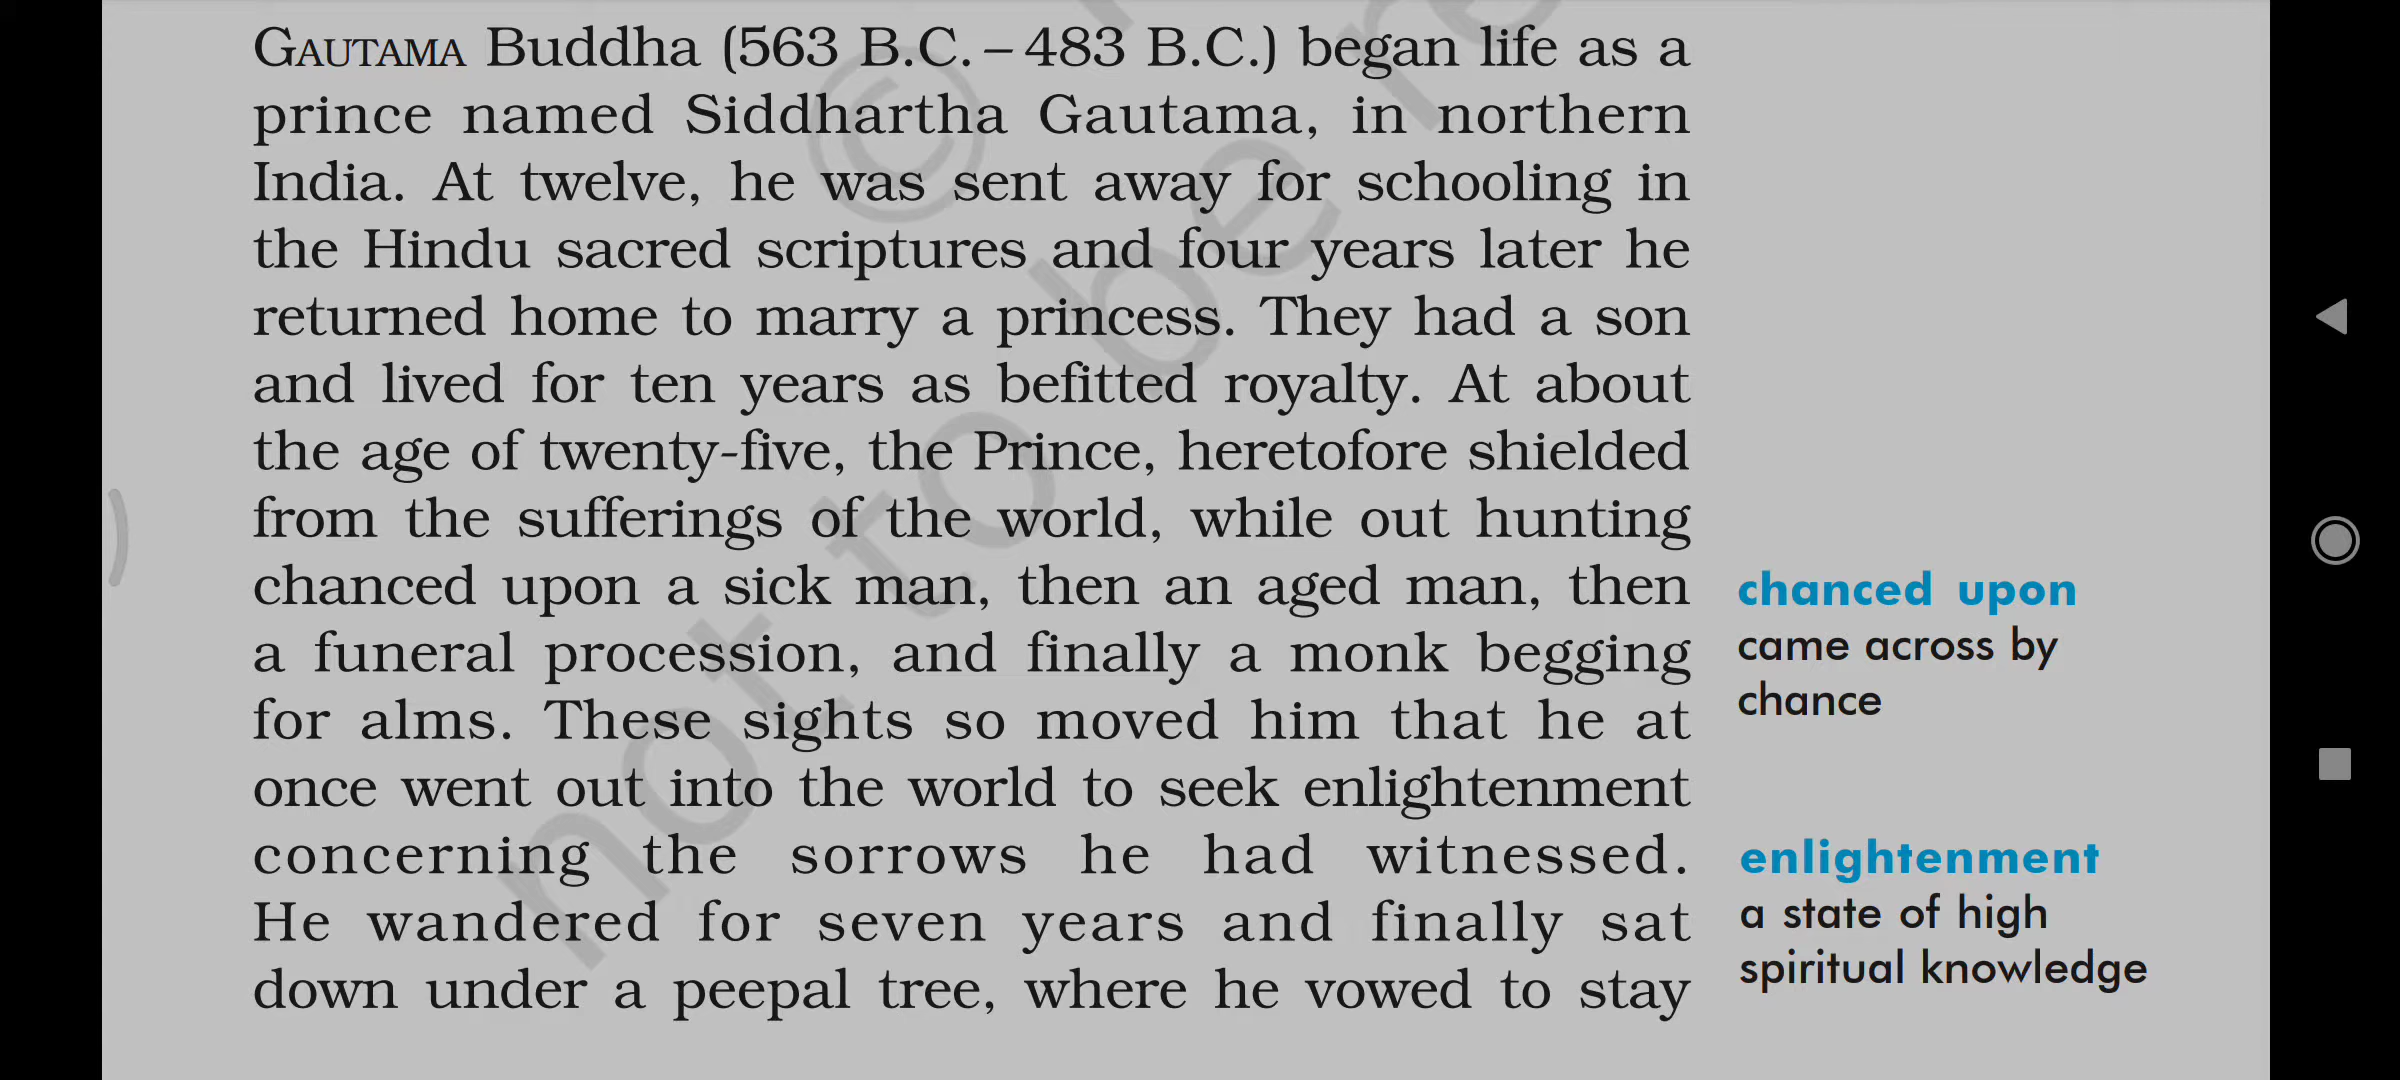 GAUTAMA Buddha (563 B.C. – 483 B.C.) began life as a
prince named Siddhartha Gautama, in northern
India. At twelve, he was sent away for schooling in
the Hindu sacred scriptures and four years later he
returned home to marry a princess. They had a son
and lived for ten years as befitted royalty. At about
the age of twenty-five, the Prince, heretofore shielded
from the sufferings of the world, while out hunting
chanced upon a sick man, then an aged man, then
a funeral procession, and finally a monk begging
for alms. These sights so moved him that he at
once went out into the world to seek enlightenment
concerning the sorrows he had witnessed.
He wandered for seven years and finally sat
down under a peepal tree, where he vowed to stay
chanced upon
came across by
chance
enlightenment
a state of high
spiritual knowledge
©
not to be re